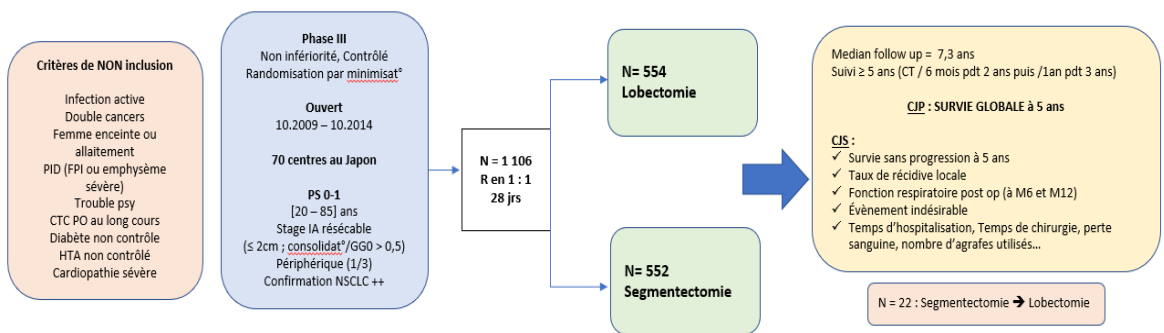 Critères de NON inclusion
Infection active
Double cancers
Femme enceinte ou
allaitement
PID (FPI ou emphysème
sévère)
Trouble psy
CTC PO au long cours
Diabète non contrôle
HTA non contrôlé
Cardiopathie sévère
Phase III
Non infériorité, Contrôlé
Randomisation par minimisat°
Ouvert
10.2009 – 10.2014
70 centres au Japon
PS 0-1
[20 – 85] ans
Stage IA résécable
(≤ 2cm ; consolidat°/GG0 > 0,5)
Périphérique (1/3)
Confirmation NSCLC ++
N = 1 106
R en 1 : 1
28 jrs
N= 554
Lobectomie
N= 552
Segmentectomie
Median follow up = 7,3 ans
Suivi ≥ 5 ans (CT / 6 mois pdt 2 ans puis /1an pdt 3 ans)
CJP : SURVIE GLOBALE à 5 ans
CJS :
✓ Survie sans progression à 5 ans
✓ Taux de récidive locale
✓ Fonction respiratoire post op (à M6 et M12)
✓ Évènement indésirable
✓ Temps d'hospitalisation, Temps de chirurgie, perte
sanguine, nombre d'agrafes utilisés…
N = 22 : Segmentectomie ➔ Lobectomie